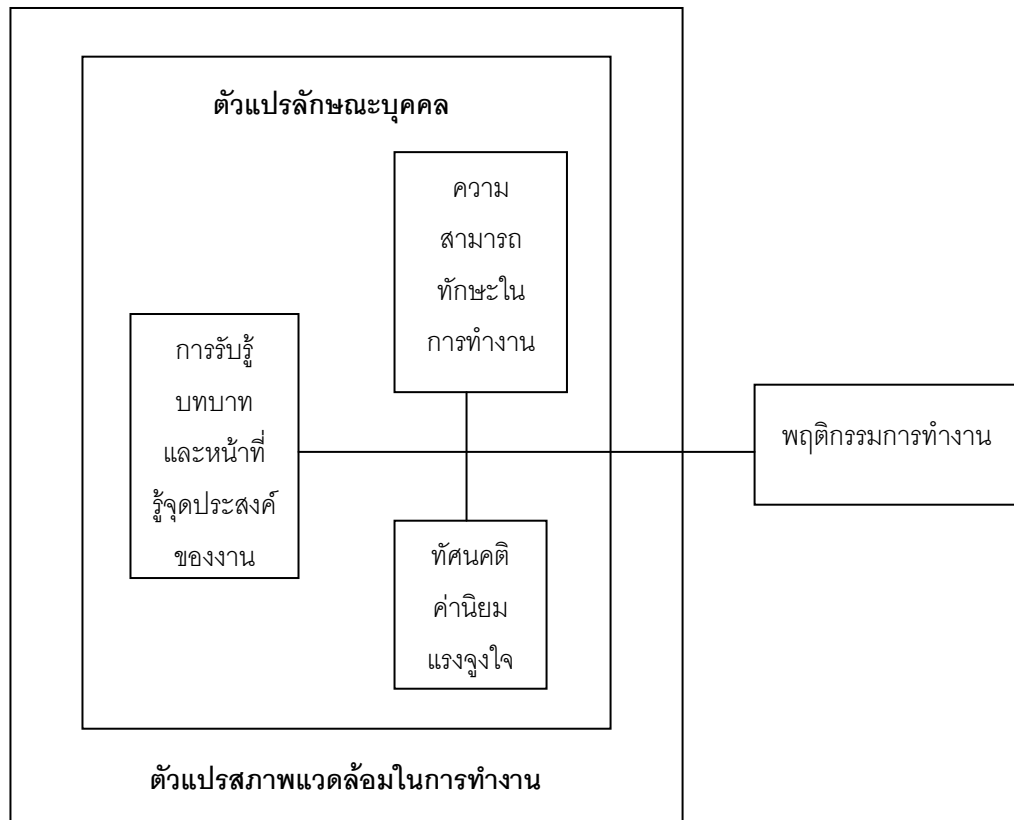 ตัวแปรลักษณะบุคคล
ความ
สามารถ
ทักษะใน
การทำงาน
การรับรู้
บทบาท
และหน้าที่
รู้จุดประสงค์
ของงาน
ทัศนคติ
ค่านิยม
แรงจูงใจ
พฤติกรรมการทำงาน
ตัวแปรสภาพแวดล้อมในการทำงาน